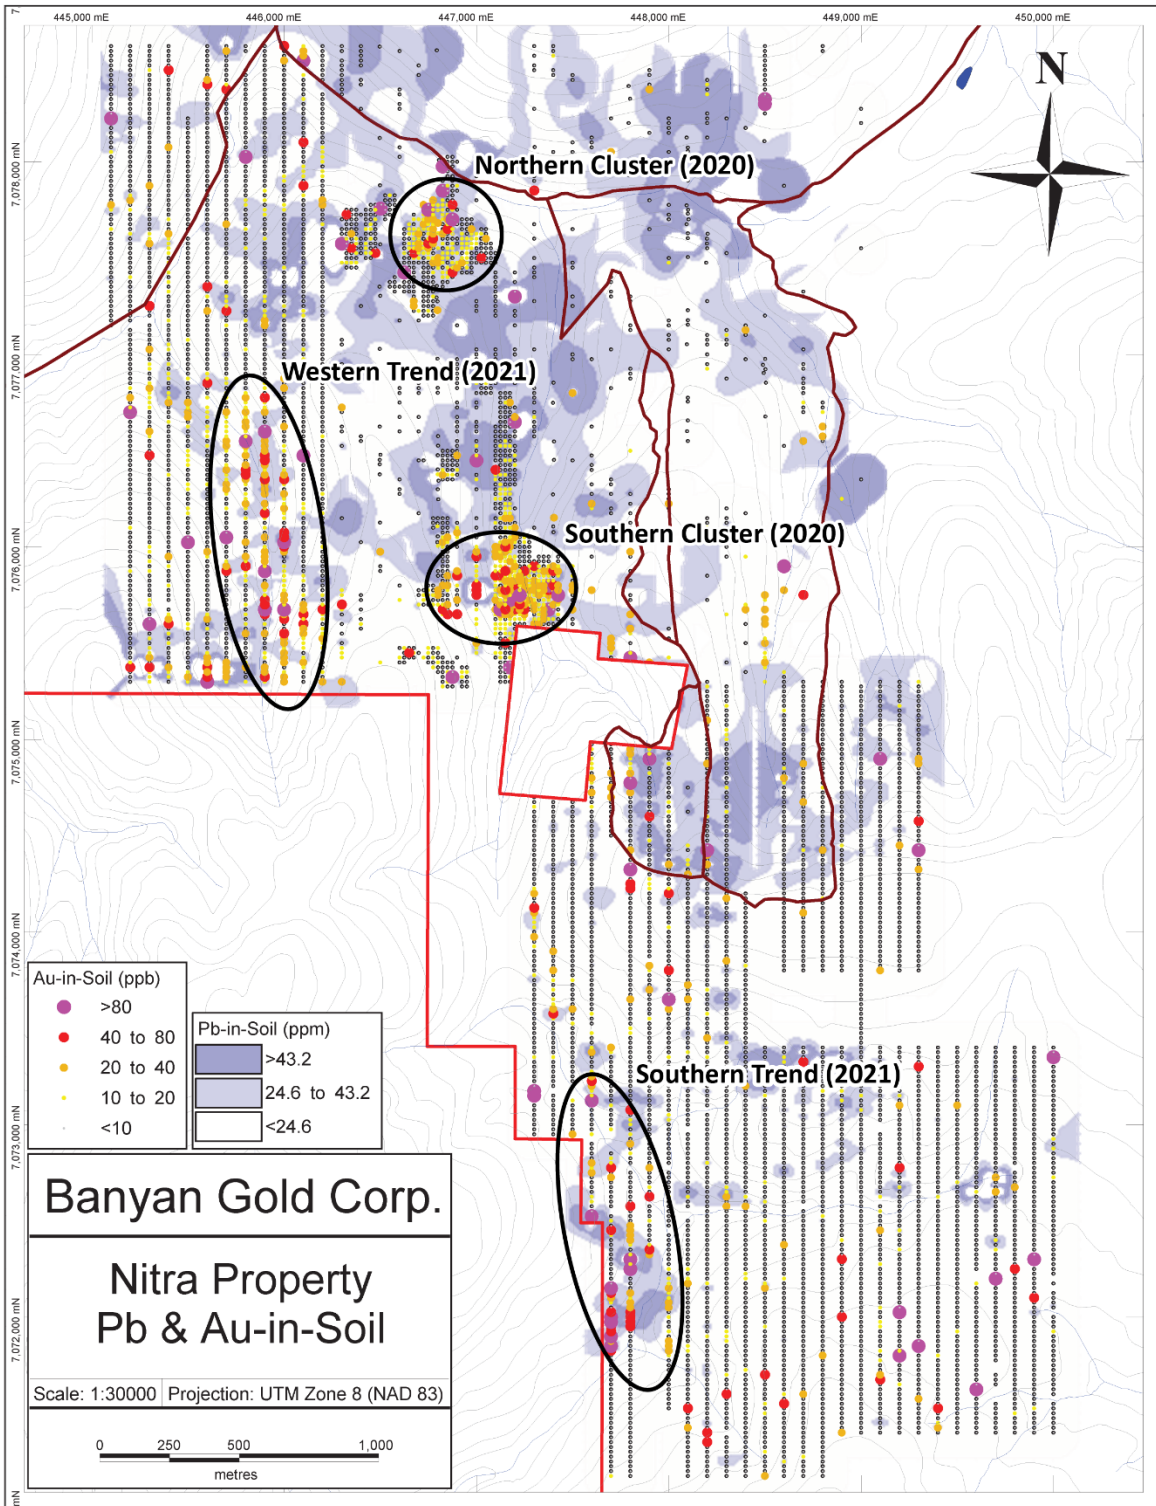 445,000 mE
446,000 mE
447,000 mE
448,000 mE
449,000 mE
450,000 mE
N
7,078,000 mN
Northern Cluster (2020)
7,077,000 mN
Western Trend (2021)
7,076,000 mN
Southern Cluster (2020)
7,075,000 mN
7,074,000 mN
Au-in-Soil (ppb)
>80
40 to 80
20 to 40
10 to 20
<10
Pb-in-Soil (ppm)
>43.2
24.6 to 43.2
<24.6
Southern Trend (2021)
7,073,000 mN
Banyan Gold Corp.
Nitra Property
Pb & Au-in-Soil
7,072,000 mN
Scale: 1:30000
Projection: UTM Zone 8 (NAD 83)
0 250 500 1,000
metres
mN